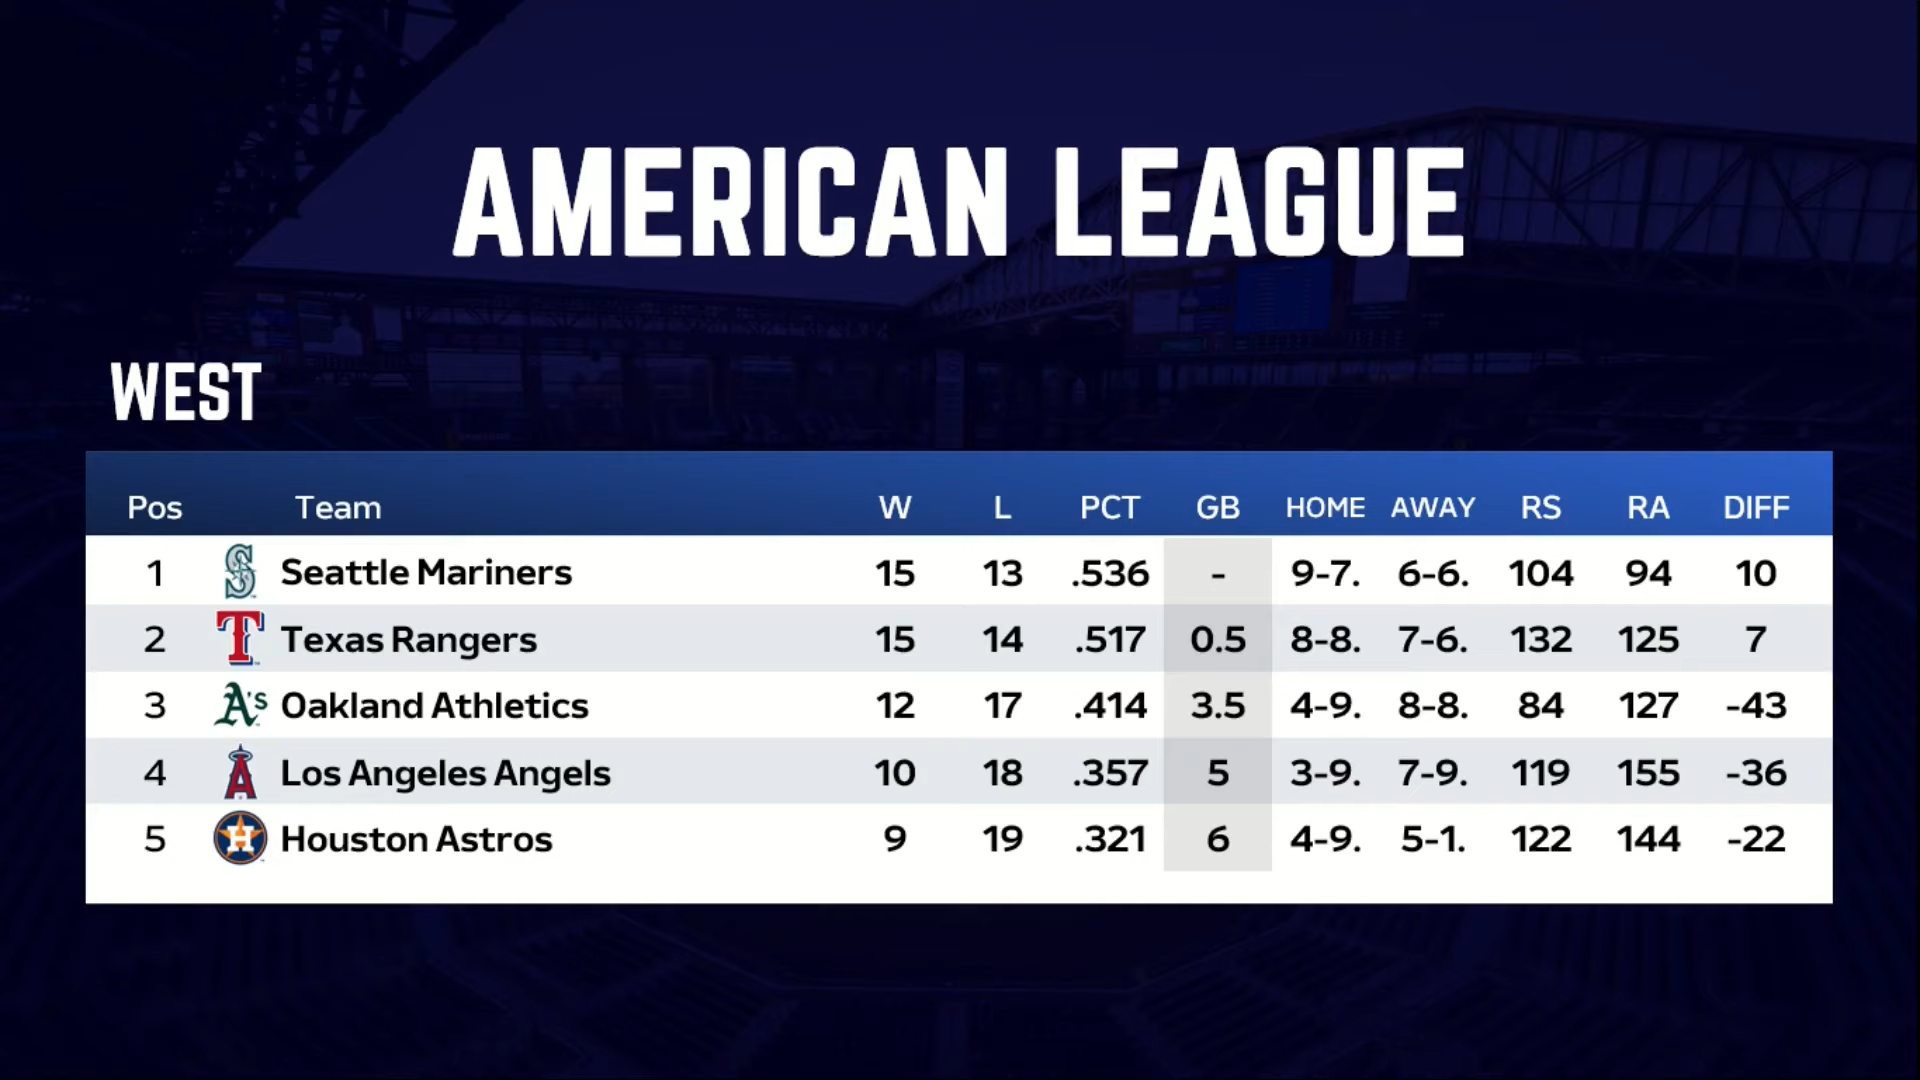 AMERICAN LEAGUE
WEST
Pos Team W L PCT GB HOME AWAY RS RA DIFF
1 Seattle Mariners 15 13 .536 - 9-7. 6-6. 104 94 10
2 Texas Rangers 15 14 .517 0.5 8-8. 7-6. 132 125 7
3 A's Oakland Athletics 12 17 .414 3.5 4-9. 8-8. 84 127 -43
4 Los Angeles Angels 10 18 .357 5 3-9. 7-9. 119 155 -36
5 Houston Astros 9 19 .321 6 4-9. 5-1. 122 144 -22